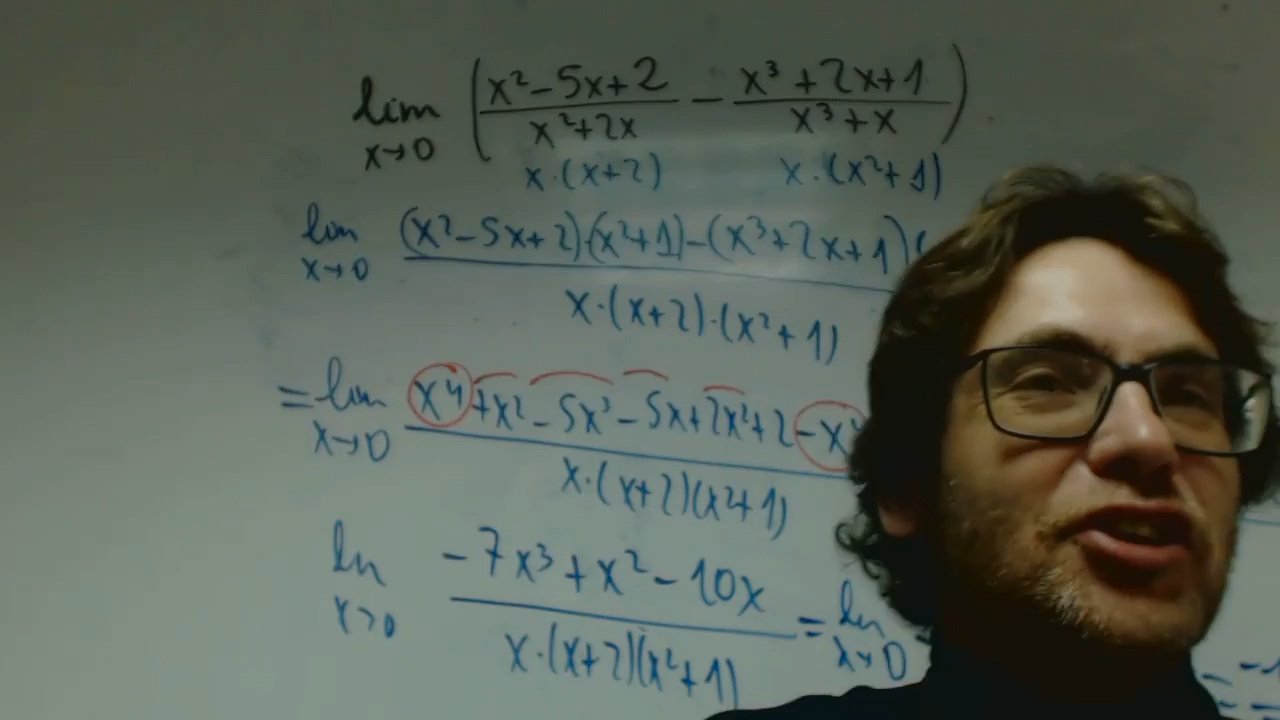 lim x→0 (x²-5x+2 / x²+2x - x³+2x+1 / x³+x)
x·(x+2) x·(x²+1)
lim x→0 (x²-5x+2)·(x²+1)-(x³+2x+1)(
x·(x+2)·(x²+1)
= lim x→0 x⁴+x²-5x³-5x+2x²+2-x
x·(x+2)(x²+1)
lim x→0 -7x³+x²-10x = lim x→0
x·(x+2)(x²+1)